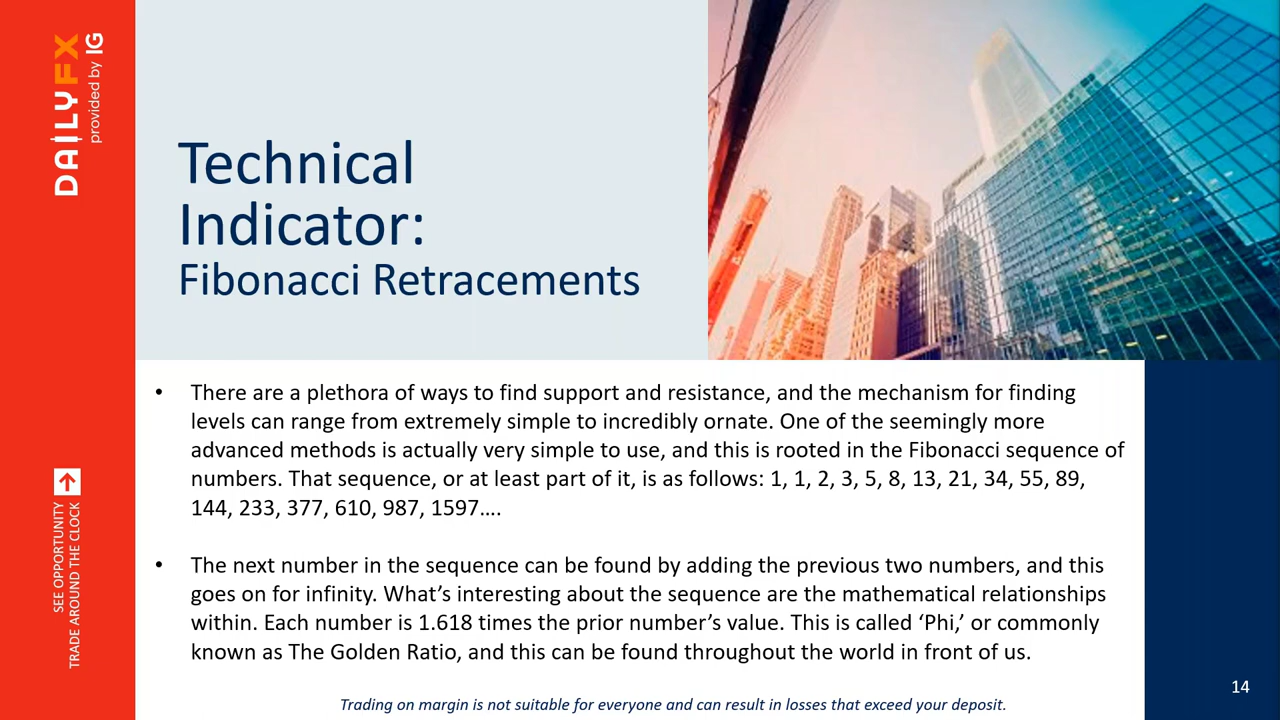 DAILYFX
provided by IG
SEE OPPORTUNITY
TRADE AROUND THE CLOCK
Technical
Indicator:
Fibonacci Retracements
• There are a plethora of ways to find support and resistance, and the mechanism for finding
levels can range from extremely simple to incredibly ornate. One of the seemingly more
advanced methods is actually very simple to use, and this is rooted in the Fibonacci sequence of
numbers. That sequence, or at least part of it, is as follows: 1, 1, 2, 3, 5, 8, 13, 21, 34, 55, 89,
144, 233, 377, 610, 987, 1597….
• The next number in the sequence can be found by adding the previous two numbers, and this
goes on for infinity. What’s interesting about the sequence are the mathematical relationships
within. Each number is 1.618 times the prior number’s value. This is called ‘Phi,’ or commonly
known as The Golden Ratio, and this can be found throughout the world in front of us.
14
Trading on margin is not suitable for everyone and can result in losses that exceed your deposit.